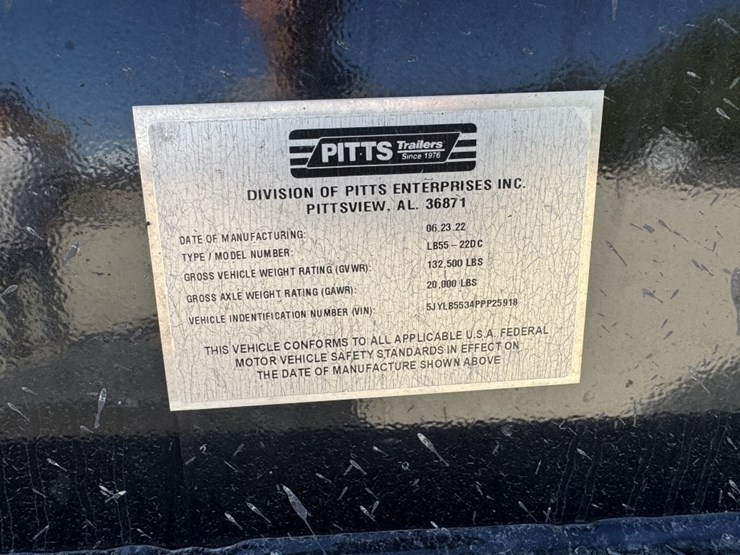 PITTS Trailers
Since 1976
DIVISION OF PITTS ENTERPRISES INC.
PITTSVIEW, AL. 36871
DATE OF MANUFACTURING: 06.23.22
TYPE / MODEL NUMBER: LB55-22DC
GROSS VEHICLE WEIGHT RATING (GVWR): 132,500 LBS
GROSS AXLE WEIGHT RATING (GAWR): 20,000 LBS
VEHICLE INDENTIFICATION NUMBER (VIN): 5JYLB5534PPP25918
THIS VEHICLE CONFORMS TO ALL APPLICABLE U.S.A. FEDERAL
MOTOR VEHICLE SAFETY STANDARDS IN EFFECT ON
THE DATE OF MANUFACTURE SHOWN ABOVE